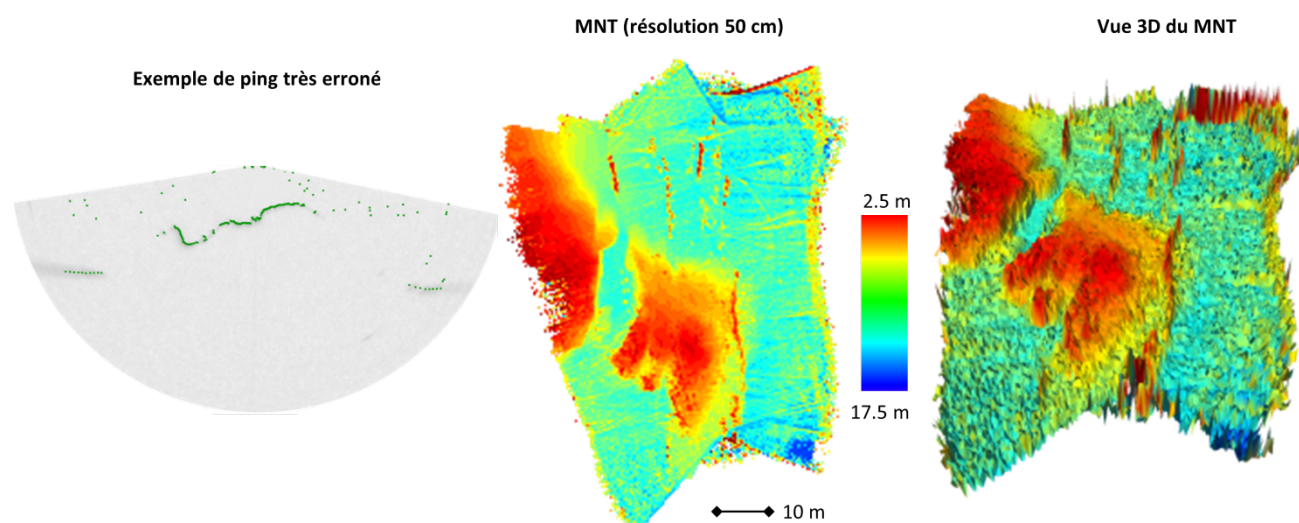 MNT (résolution 50 cm)
Vue 3D du MNT
Exemple de ping très erroné
2.5 m
17.5 m
10 m